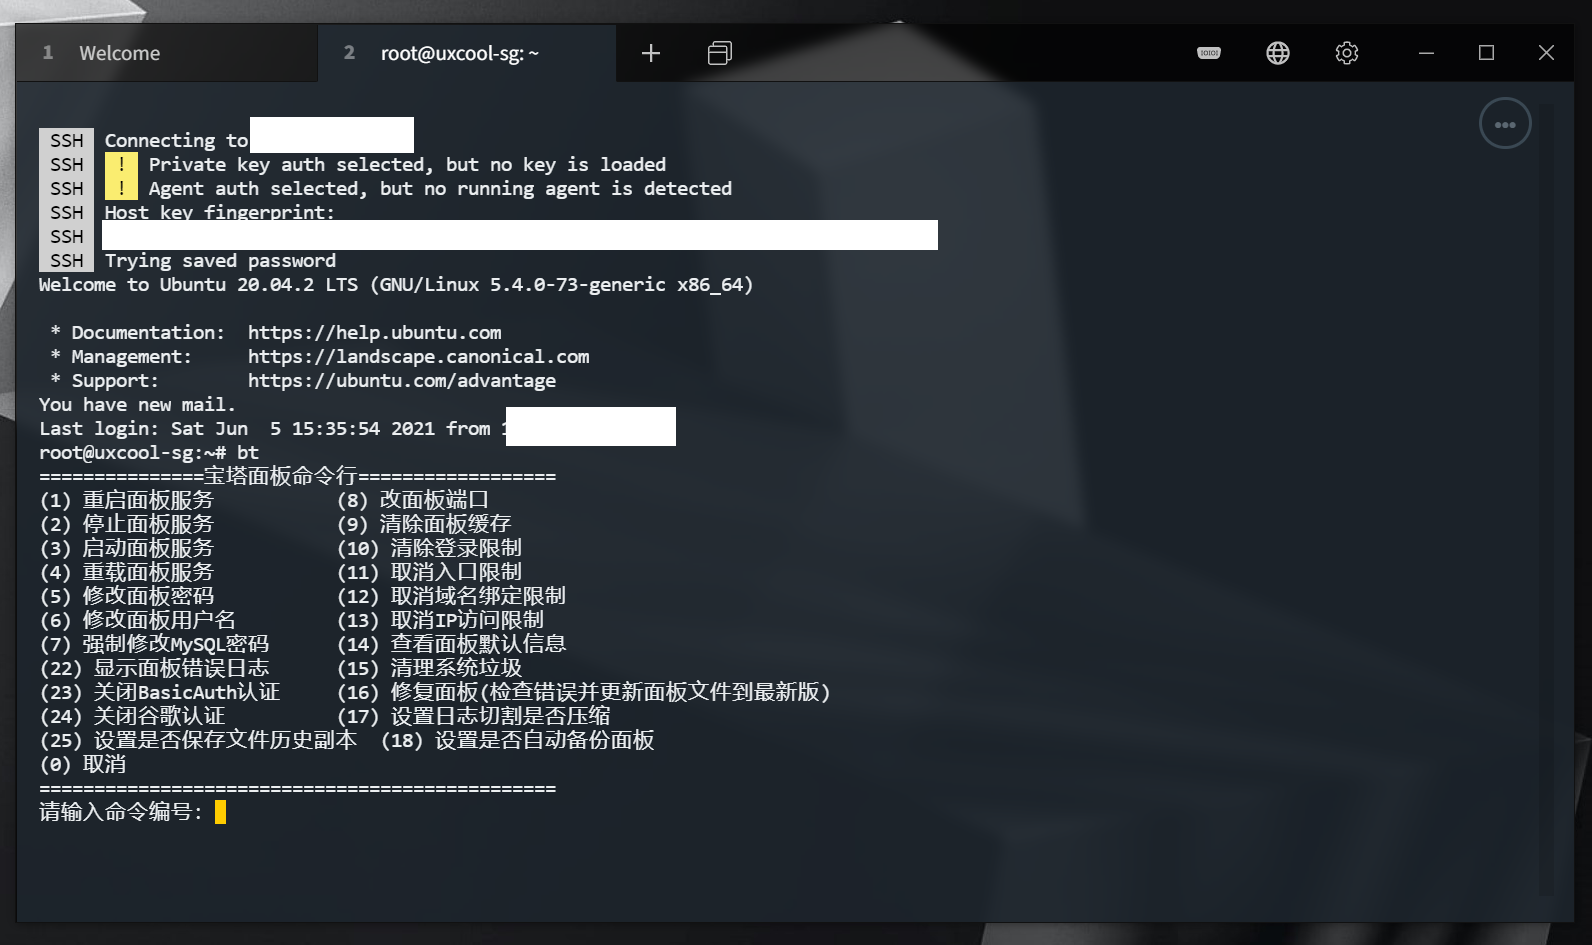 1 Welcome 2 root@uxcool-sg: ~
SSH Connecting to
SSH ! Private key auth selected, but no key is loaded
SSH ! Agent auth selected, but no running agent is detected
SSH Host key fingerprint:
SSH
SSH Trying saved password
Welcome to Ubuntu 20.04.2 LTS (GNU/Linux 5.4.0-73-generic x86_64)
* Documentation: https://help.ubuntu.com
* Management: https://landscape.canonical.com
* Support: https://ubuntu.com/advantage
You have new mail.
Last login: Sat Jun 5 15:35:54 2021 from
root@uxcool-sg:~# bt
===============宝塔面板命令行==================
(1) 重启面板服务 (8) 改面板端口
(2) 停止面板服务 (9) 清除面板缓存
(3) 启动面板服务 (10) 清除登录限制
(4) 重载面板服务 (11) 取消入口限制
(5) 修改面板密码 (12) 取消域名绑定限制
(6) 修改面板用户名 (13) 取消IP访问限制
(7) 强制修改MySQL密码 (14) 查看面板默认信息
(22) 显示面板错误日志 (15) 清理系统垃圾
(23) 关闭BasicAuth认证 (16) 修复面板(检查错误并更新面板文件到最新版)
(24) 关闭谷歌认证 (17) 设置日志切割是否压缩
(25) 设置是否保存文件历史副本 (18) 设置是否自动备份面板
(0) 取消
===============================================
请输入命令编号: